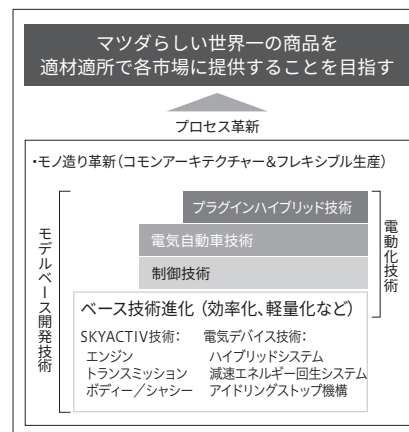 マツダらしい世界一の商品を
適材適所で各市場に提供することを目指す
プロセス革新
・モノ造り革新（コモンアーキテクチャー&フレキシブル生産）
モデルベース開発技術
プラグインハイブリッド技術
電気自動車技術
制御技術
電動化技術
ベース技術進化（効率化、軽量化など）
SKYACTIV技術：
エンジン
トランスミッション
ボディー／シャシー
電気デバイス技術：
ハイブリッドシステム
減速エネルギー回生システム
アイドリングストップ機構